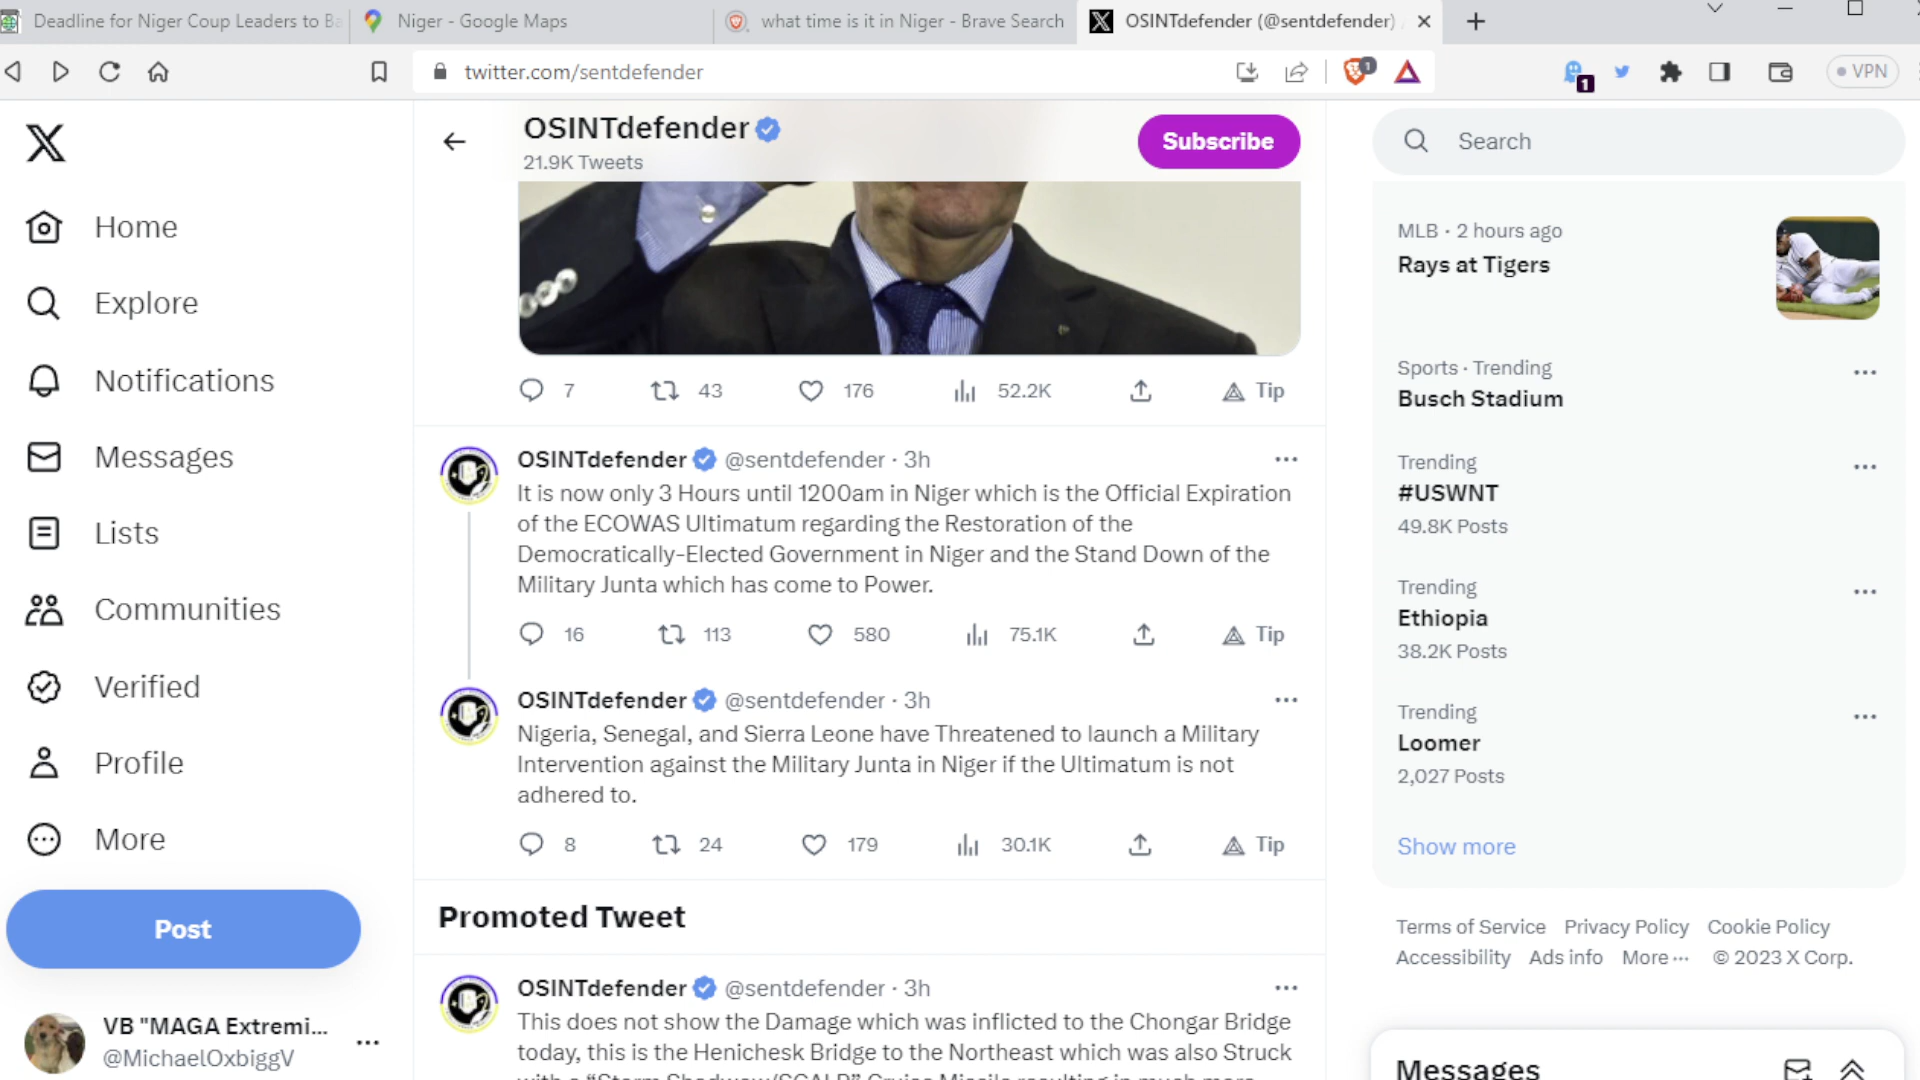 Deadline for Niger Coup Leaders to Ba
Niger - Google Maps
what time is it in Niger - Brave Search
OSINTdefender (@sentdefender)
twitter.com/sentdefender
1
1
VPN
OSINTdefender
21.9K Tweets
Subscribe
Search
Home
Explore
Notifications
Messages
Lists
Communities
Verified
Profile
More
Post
VB "MAGA Extremi...
@MichaelOxbiggV
7 43 176 52.2K Tip
OSINTdefender @sentdefender · 3h
It is now only 3 Hours until 1200am in Niger which is the Official Expiration
of the ECOWAS Ultimatum regarding the Restoration of the
Democratically-Elected Government in Niger and the Stand Down of the
Military Junta which has come to Power.
16 113 580 75.1K Tip
OSINTdefender @sentdefender · 3h
Nigeria, Senegal, and Sierra Leone have Threatened to launch a Military
Intervention against the Military Junta in Niger if the Ultimatum is not
adhered to.
8 24 179 30.1K Tip
Promoted Tweet
OSINTdefender @sentdefender · 3h
This does not show the Damage which was inflicted to the Chongar Bridge
today, this is the Henichesk Bridge to the Northeast which was also Struck
MLB · 2 hours ago
Rays at Tigers
Sports · Trending
Busch Stadium
Trending
#USWNT
49.8K Posts
Trending
Ethiopia
38.2K Posts
Trending
Loomer
2,027 Posts
Show more
Terms of Service Privacy Policy Cookie Policy
Accessibility Ads info More ··· © 2023 X Corp.
Messages